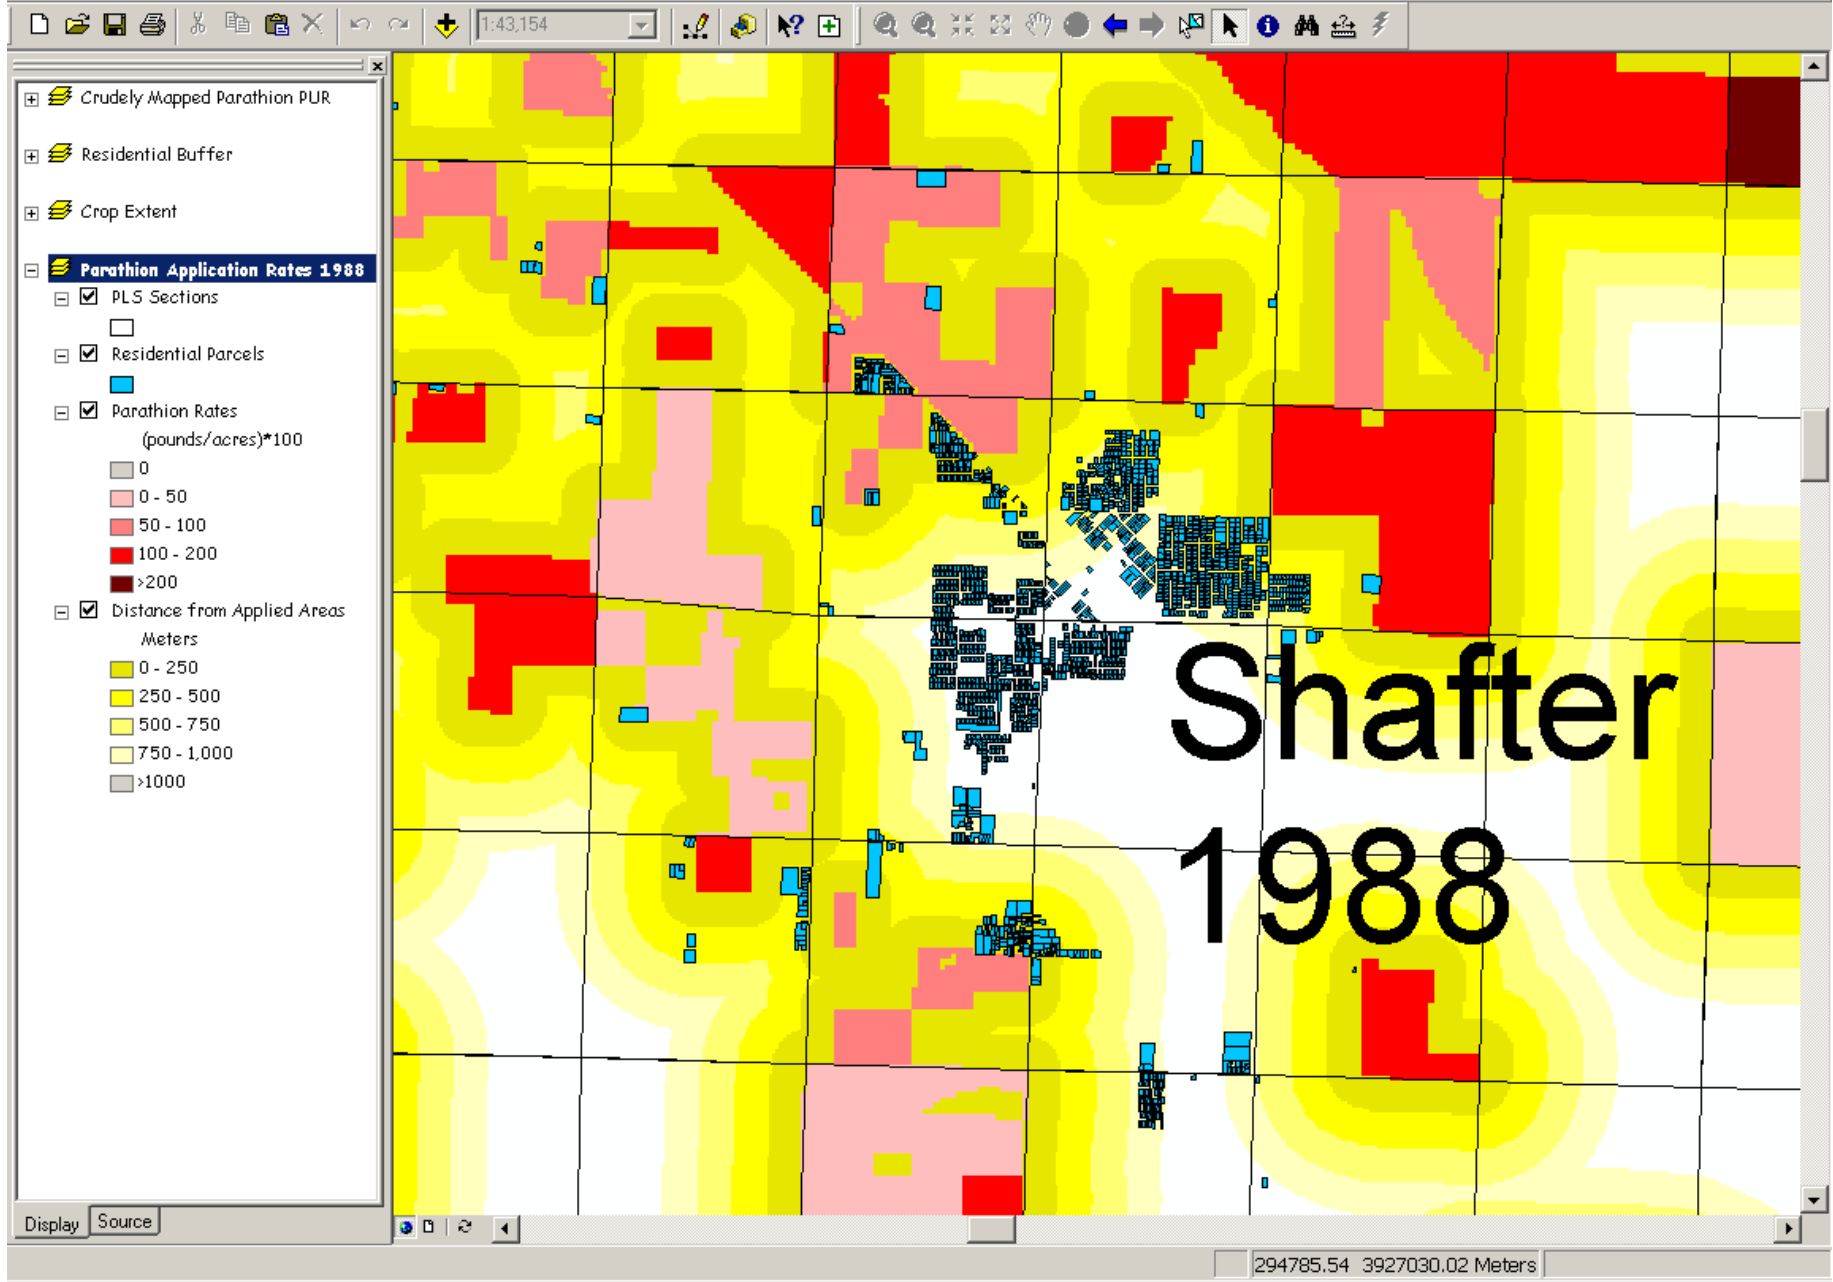 1:43,154
Crudely Mapped Parathion PUR
Residential Buffer
Crop Extent
Parathion Application Rates 1988
PLS Sections
Residential Parcels
Parathion Rates
(pounds/acres)*100
0
0 - 50
50 - 100
100 - 200
>200
Distance from Applied Areas
Meters
0 - 250
250 - 500
500 - 750
750 - 1,000
>1000
Shafter
1988
Display Source
294785.54 3927030.02 Meters